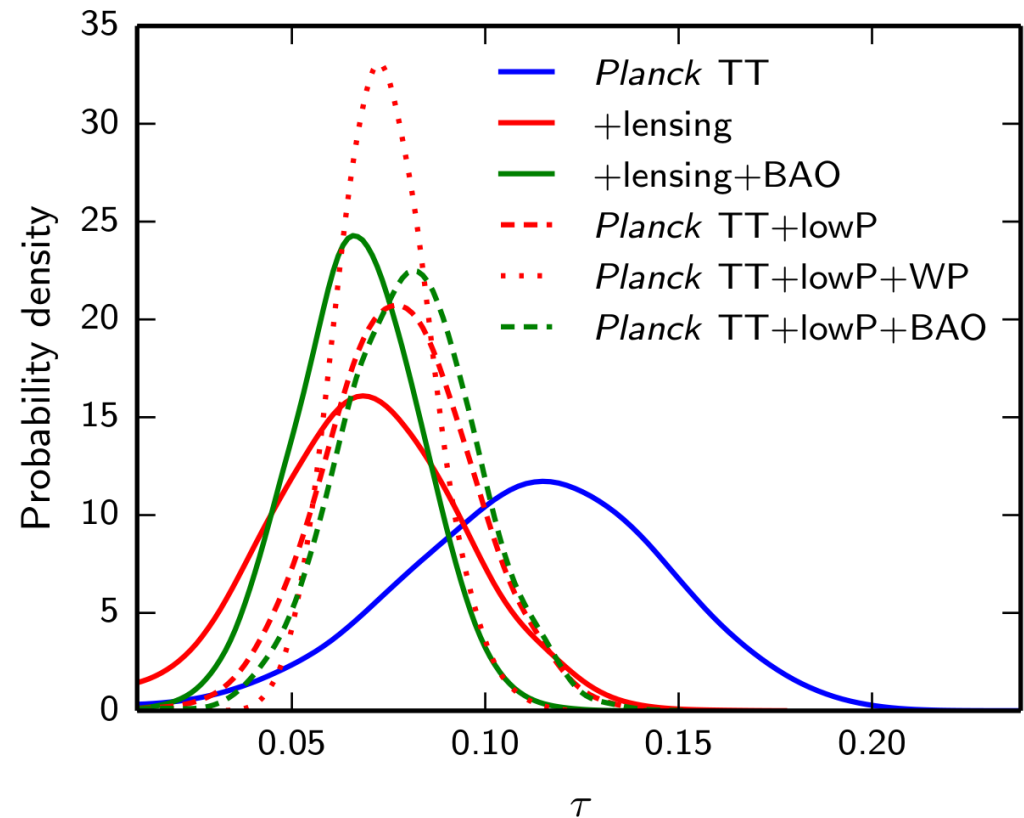 35
30
25
20
15
10
5
0
Probability density
Planck TT
+lensing
+lensing+BAO
Planck TT+lowP
Planck TT+lowP+WP
Planck TT+lowP+BAO
0.05 0.10 0.15 0.20
τ